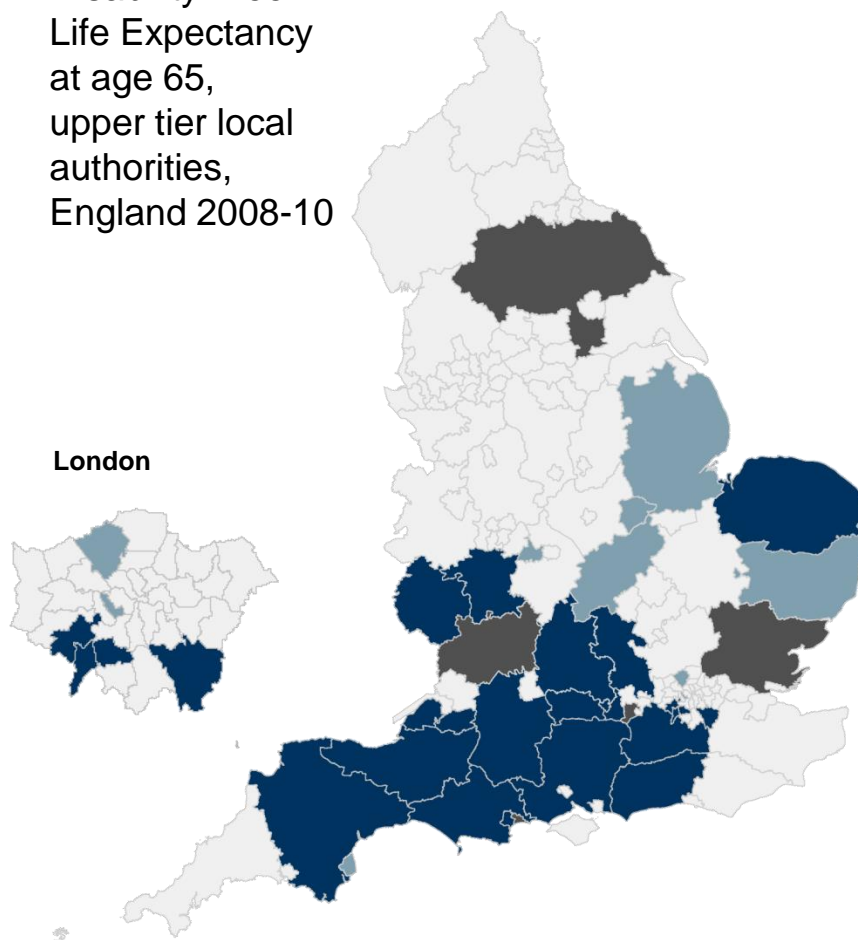 Life Expectancy
at age 65,
upper tier local
authorities,
England 2008-10
London